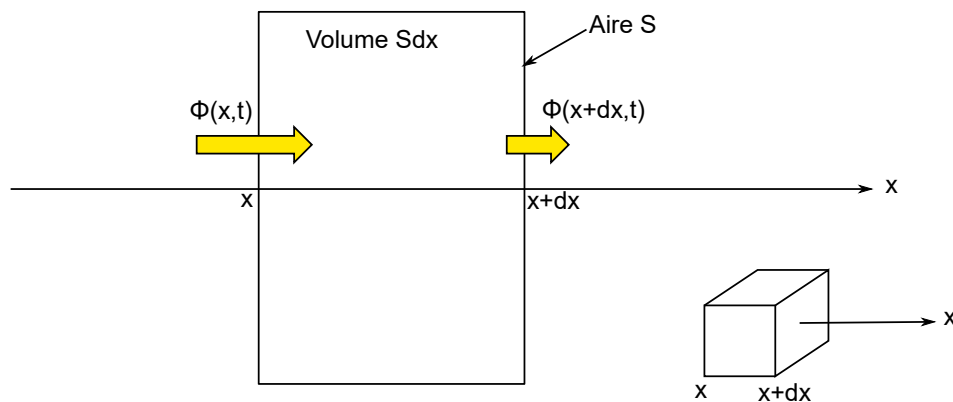 Volume Sdx
Aire S
Φ(x,t)
Φ(x+dx,t)
x
x
x+dx
x
x
x+dx